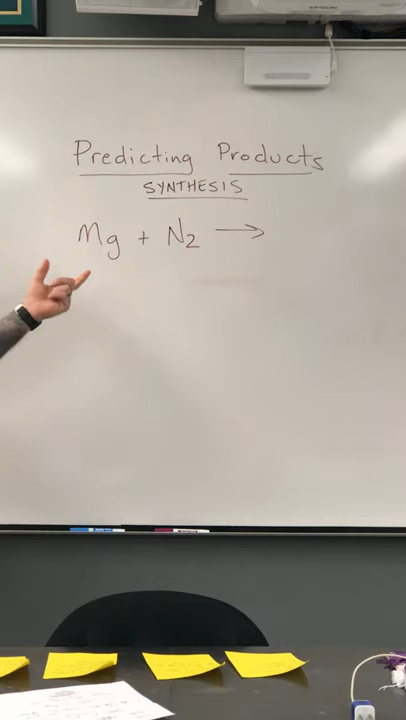 Predicting Products
SYNTHESIS
Mg + N₂ →